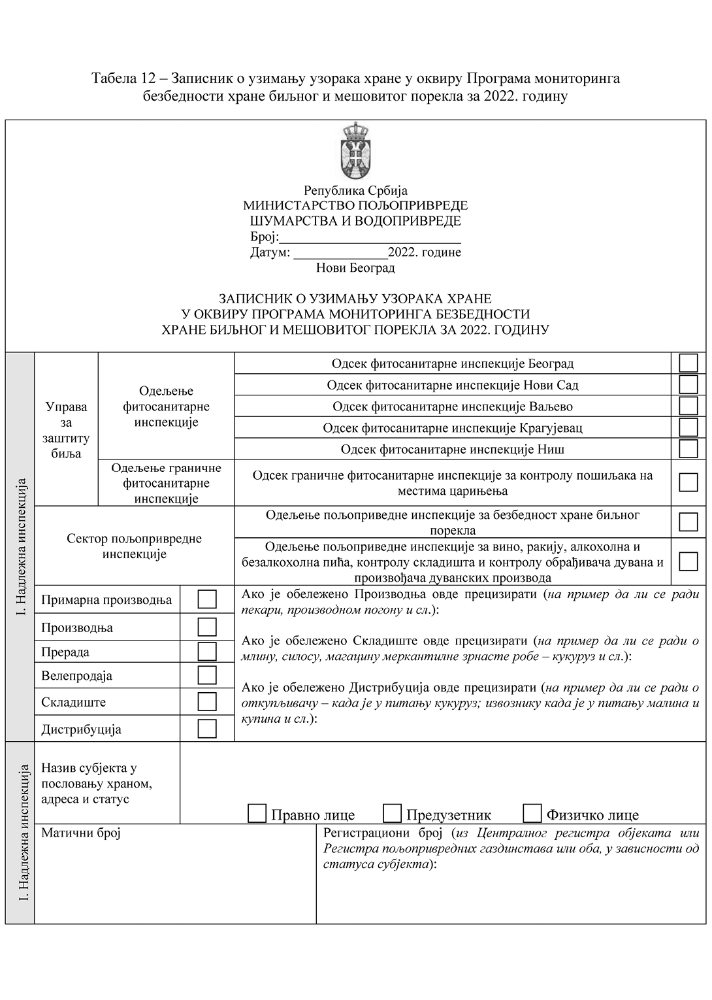 Табела 12 – Записник о узимању узорака хране у оквиру Програма мониторинга
безбедности хране биљног и мешовитог порекла за 2022. годину
Република Србија
МИНИСТАРСТВО ПОЉОПРИВРЕДЕ
ШУМАРСТВА И ВОДОПРИВРЕДЕ
Број:__________________________
Датум: ______________2022. године
Нови Београд
ЗАПИСНИК О УЗИМАЊУ УЗОРАКА ХРАНЕ
У ОКВИРУ ПРОГРАМА МОНИТОРИНГА БЕЗБЕДНОСТИ
ХРАНЕ БИЉНОГ И МЕШОВИТОГ ПОРЕКЛА ЗА 2022. ГОДИНУ
I. Надлежна инспекција
Управа
за
заштиту
биља
Одељење
фитосанитарне
инспекције
Одсек фитосанитарне инспекције Београд
Одсек фитосанитарне инспекције Нови Сад
Одсек фитосанитарне инспекције Ваљево
Одсек фитосанитарне инспекције Крагујевац
Одсек фитосанитарне инспекције Ниш
Одељење граничне
фитосанитарне
инспекције
Одсек граничне фитосанитарне инспекције за контролу пошиљака на
местима царињења
Сектор пољопривредне
инспекције
Одељење пољоприведне инспекције за безбедност хране биљног
порекла
Одељење пољоприведне инспекције за вино, ракију, алкохолна и
безалкохолна пића, контролу складишта и контролу обрађивача дувана и
произвођача дуванских производа
Примарна производња
Производња
Прерада
Велепродаја
Складиште
Дистрибуција
Ако је обележено Производња овде прецизирати (на пример да ли се ради
пекари, производном погону и сл.):
Ако је обележено Складиште овде прецизирати (на пример да ли се ради о
млину, силосу, магацину меркантилне зрнасте робе – кукуруз и сл.):
Ако је обележено Дистрибуција овде прецизирати (на пример да ли се ради о
откупљивачу – када је у питању кукуруз; извознику када је у питању малина и
купина и сл.):
I. Надлежна инспекција
Назив субјекта у
пословању храном,
адреса и статус
Правно лице Предузетник Физичко лице
Матични број
Регистрациони број (из Централног регистра објеката или
Регистра пољопривредних газдинстава или оба, у зависности од
статуса субјекта):